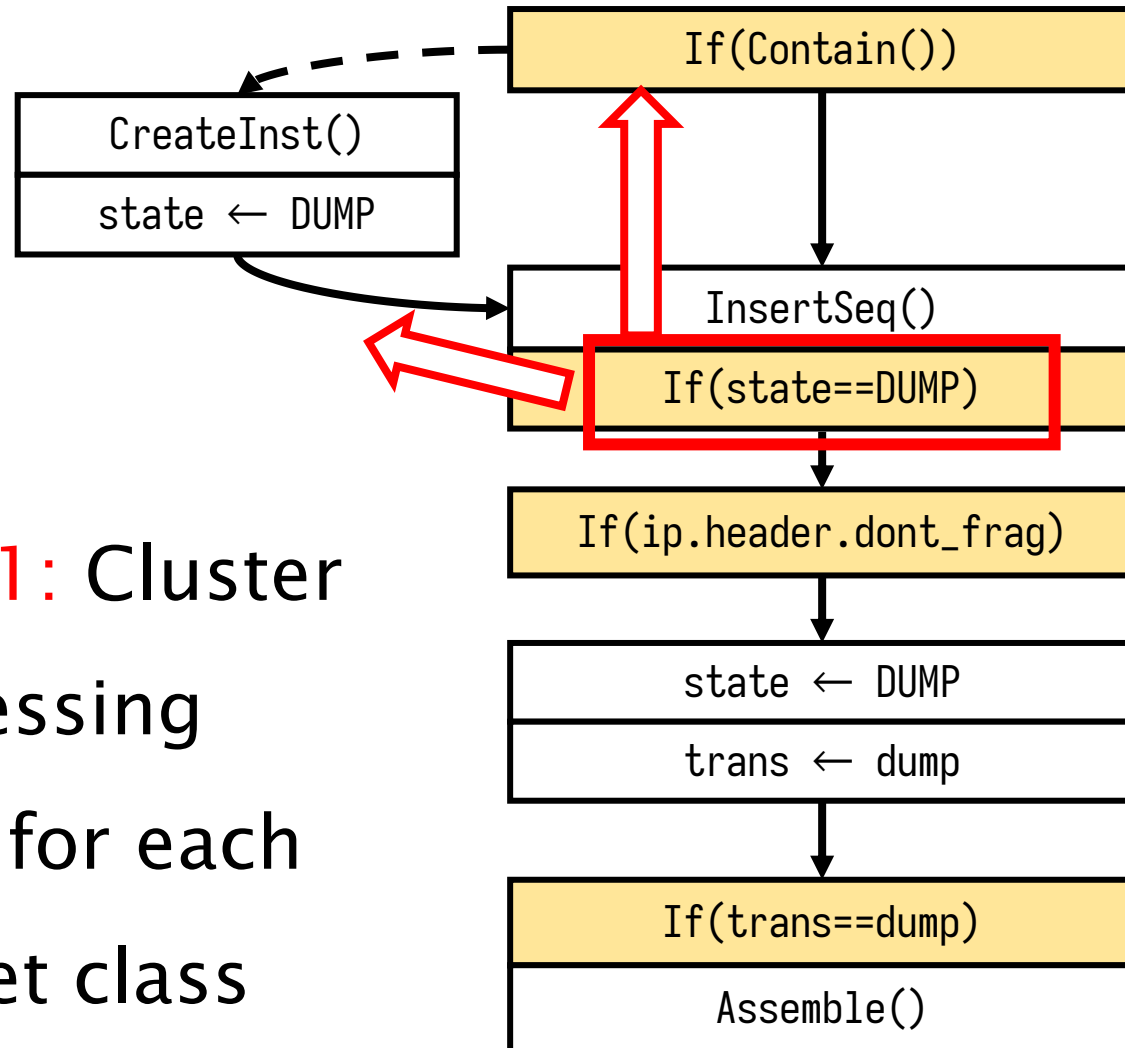 If(Contain())
CreateInst()
state ← DUMP
InsertSeq()
If(state==DUMP)
If(ip.header.dont_frag)
1: Cluster
essing
for each
et class
state ← DUMP
trans ← dump
If(trans==dump)
Assemble()